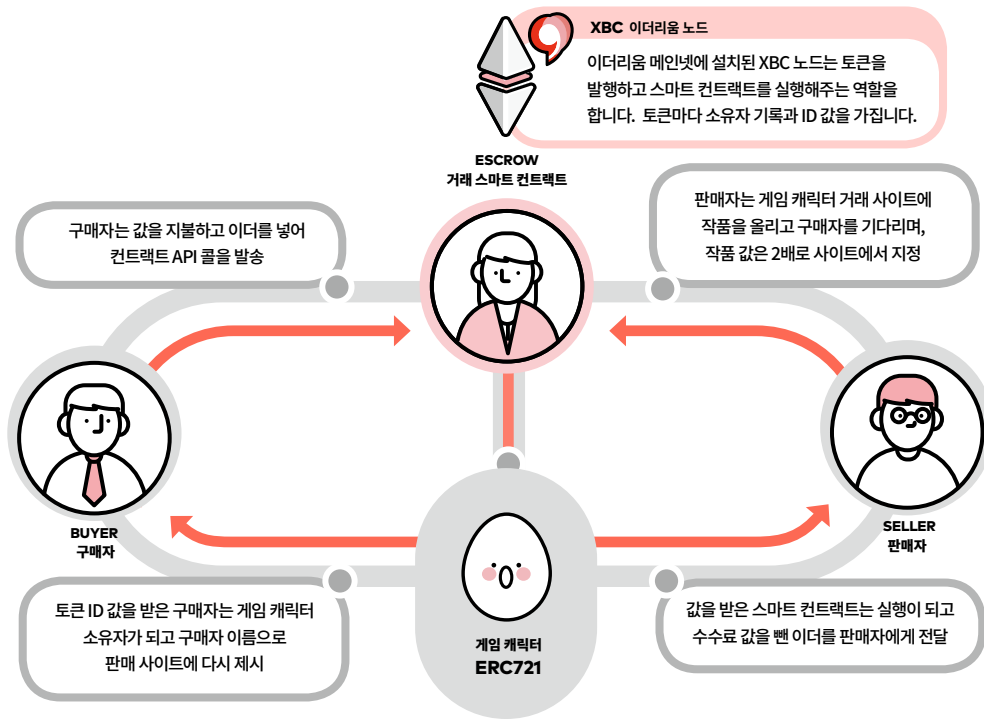 XBC 이더리움 노드
이더리움 메인넷에 설치된 XBC 노드는 토큰을
발행하고 스마트 컨트랙트를 실행해주는 역할을
합니다. 토큰마다 소유자 기록과 ID 값을 가집니다.
ESCROW
거래 스마트 컨트랙트
구매자는 값을 지불하고 이더를 넣어
컨트랙트 API 콜을 발송
판매자는 게임 캐릭터 거래 사이트에
작품을 올리고 구매자를 기다리며,
작품 값은 2배로 사이트에서 지정
BUYER
구매자
SELLER
판매자
토큰 ID 값을 받은 구매자는 게임 캐릭터
소유자가 되고 구매자 이름으로
판매 사이트에 다시 제시
게임 캐릭터
ERC721
값을 받은 스마트 컨트랙트는 실행이 되고
수수료 값을 뺀 이더를 판매자에게 전달